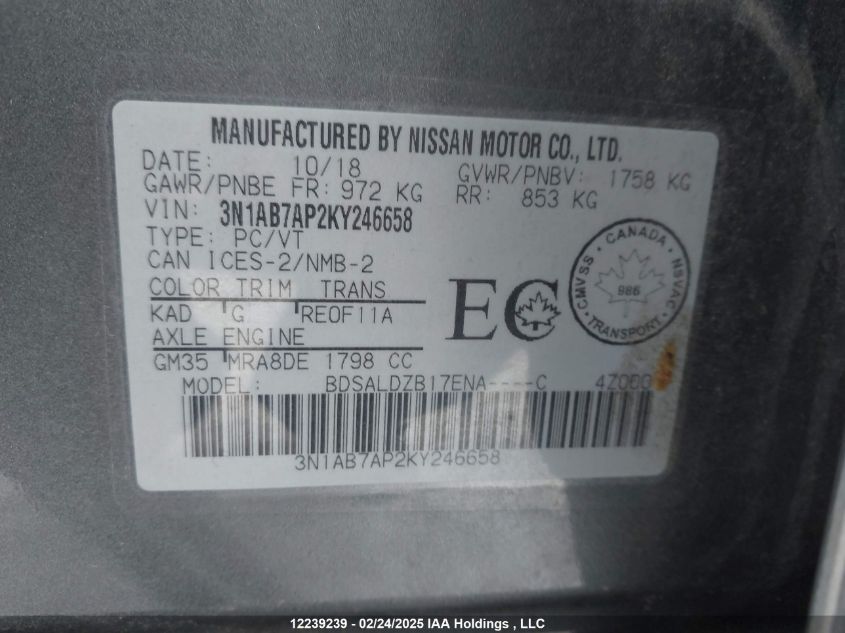 MANUFACTURED BY NISSAN MOTOR CO., LTD.
DATE: 10/18 GVWR/PNBV: 1758 KG
GAWR/PNBE FR: 972 KG RR: 853 KG
VIN: 3N1AB7AP2KY246658
TYPE: PC/VT
CAN ICES-2/NMB-2
COLOR TRIM TRANS
KAD G RE0F11A
AXLE ENGINE
GM35 MRA8DE 1798 CC
EC
CANADA
CMVSS NSVAC
986
TRANSPORT
MODEL: BDSALDZB17ENA----C
3N1AB7AP2KY246658
12239239 - 02/24/2025 IAA Holdings , LLC